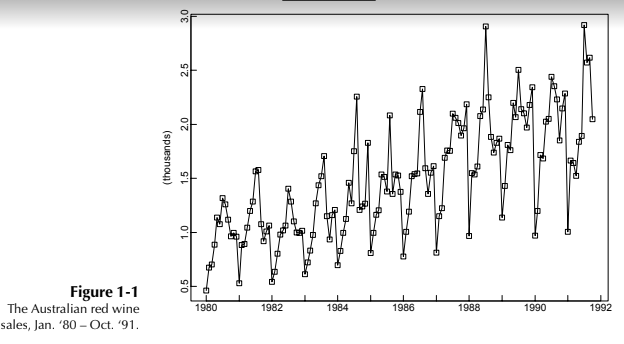 3.0
2.5
2.0
1.5
1.0
0.5
(thousands)
1980 1982 1984 1986 1988 1990 1992
Figure 1-1
The Australian red wine
sales, Jan. ‘80 – Oct. ‘91.